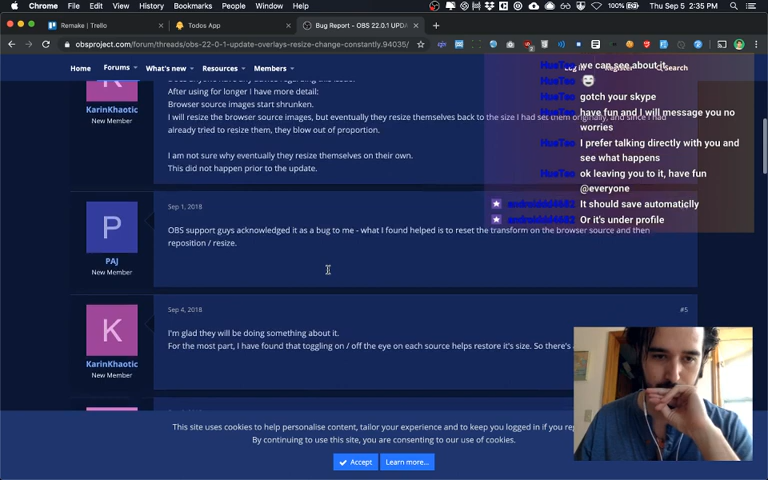 Chrome File Edit View History Bookmarks People Window Help
100% Thu Sep 5 2:35 PM
Remake | Trello
Todos App
Bug Report - OBS 22.0.1 UPDA
obsproject.com/forum/threads/obs-22-0-1-update-overlays-resize-change-constantly.94035/
Home Forums What's new Resources Members
Search
HueTao we can see about it
HueTao
HueTao gotch your skype
HueTao have fun and I will message you no
worries
HueTao I prefer talking directly with you and
see what happens
HueTao ok leaving you to it, have fun
@everyone
It should save automaticlly
Or it's under profile
KarinKhaotic
New Member
After using for longer I have more detail:
Browser source images start shrunken.
I will resize the browser source images, but eventually they resize themselves back to the size I had set them originally, and since I had
already tried to resize them, they blow out of proportion.
I am not sure why eventually they resize themselves on their own.
This did not happen prior to the update.
P
PAJ
New Member
Sep 1, 2018
OBS support guys acknowledged it as a bug to me - what I found helped is to reset the transform on the browser source and then
reposition / resize.
K
KarinKhaotic
New Member
Sep 4, 2018
#5
I'm glad they will be doing something about it.
For the most part, I have found that toggling on / off the eye on each source helps restore it's size. So there's
This site uses cookies to help personalise content, tailor your experience and to keep you logged in if you reg
By continuing to use this site, you are consenting to our use of cookies.
Accept
Learn more...